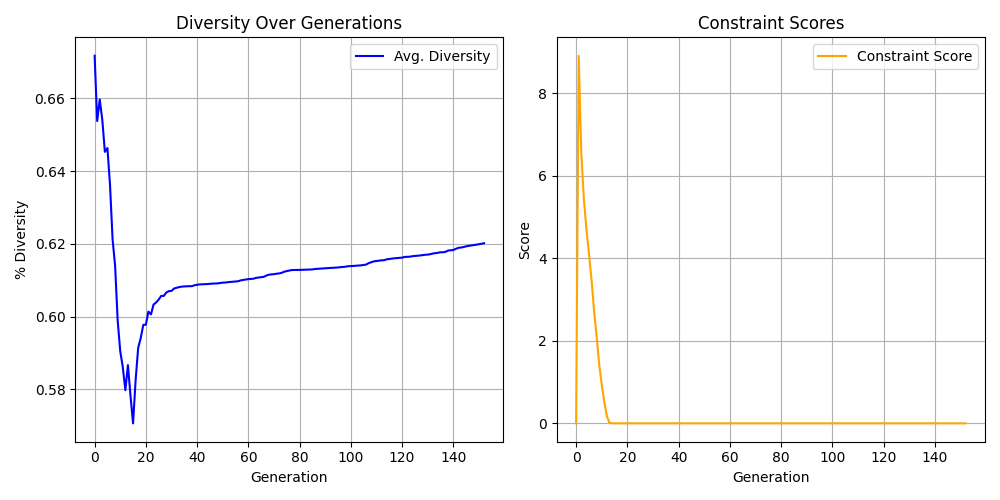 Diversity Over Generations
Avg. Diversity
% Diversity
0.66
0.64
0.62
0.60
0.58
0 20 40 60 80 100 120 140
Generation
Constraint Scores
Constraint Score
Score
8
6
4
2
0
0 20 40 60 80 100 120 140
Generation